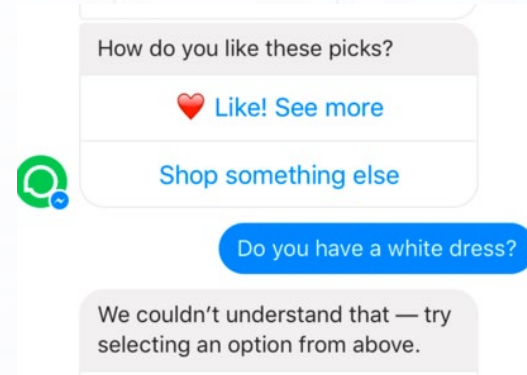 How do you like these picks?
❤️ Like! See more
Shop something else
Do you have a white dress?
We couldn’t understand that — try
selecting an option from above.